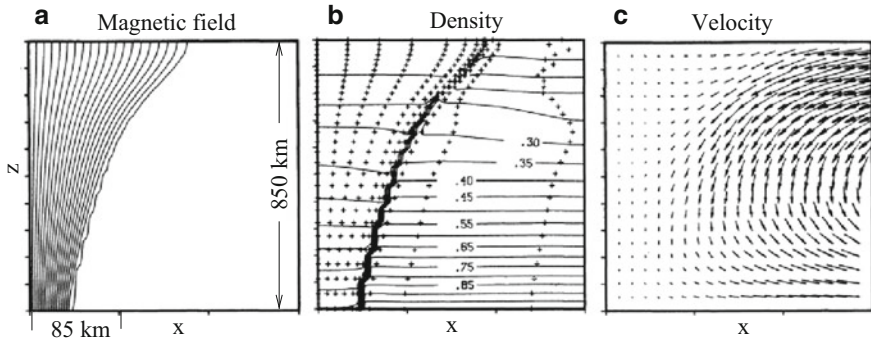 a Magnetic field
z
850 km
85 km
x
b Density
.30
.35
.40
.45
.55
.65
.75
.85
x
c Velocity
x